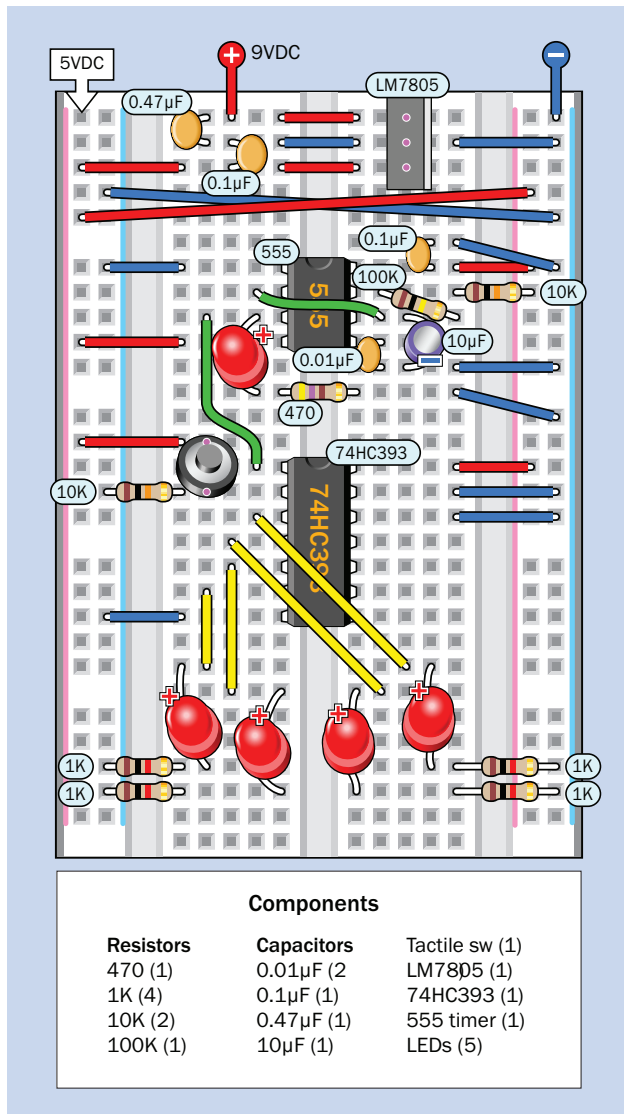 5VDC
+ 9VDC
−
LM7805
0.47µF
0.1µF
555
0.1µF
100K
555
10K
+
0.01µF
10µF
−
470
74HC393
10K
74HC393
+
+
+
+
1K
1K
1K
1K
Components
Resistors
470 (1)
1K (4)
10K (2)
100K (1)
Capacitors
0.01µF (2
0.1µF (1)
0.47µF (1)
10µF (1)
Tactile sw (1)
LM7805 (1)
74HC393 (1)
555 timer (1)
LEDs (5)